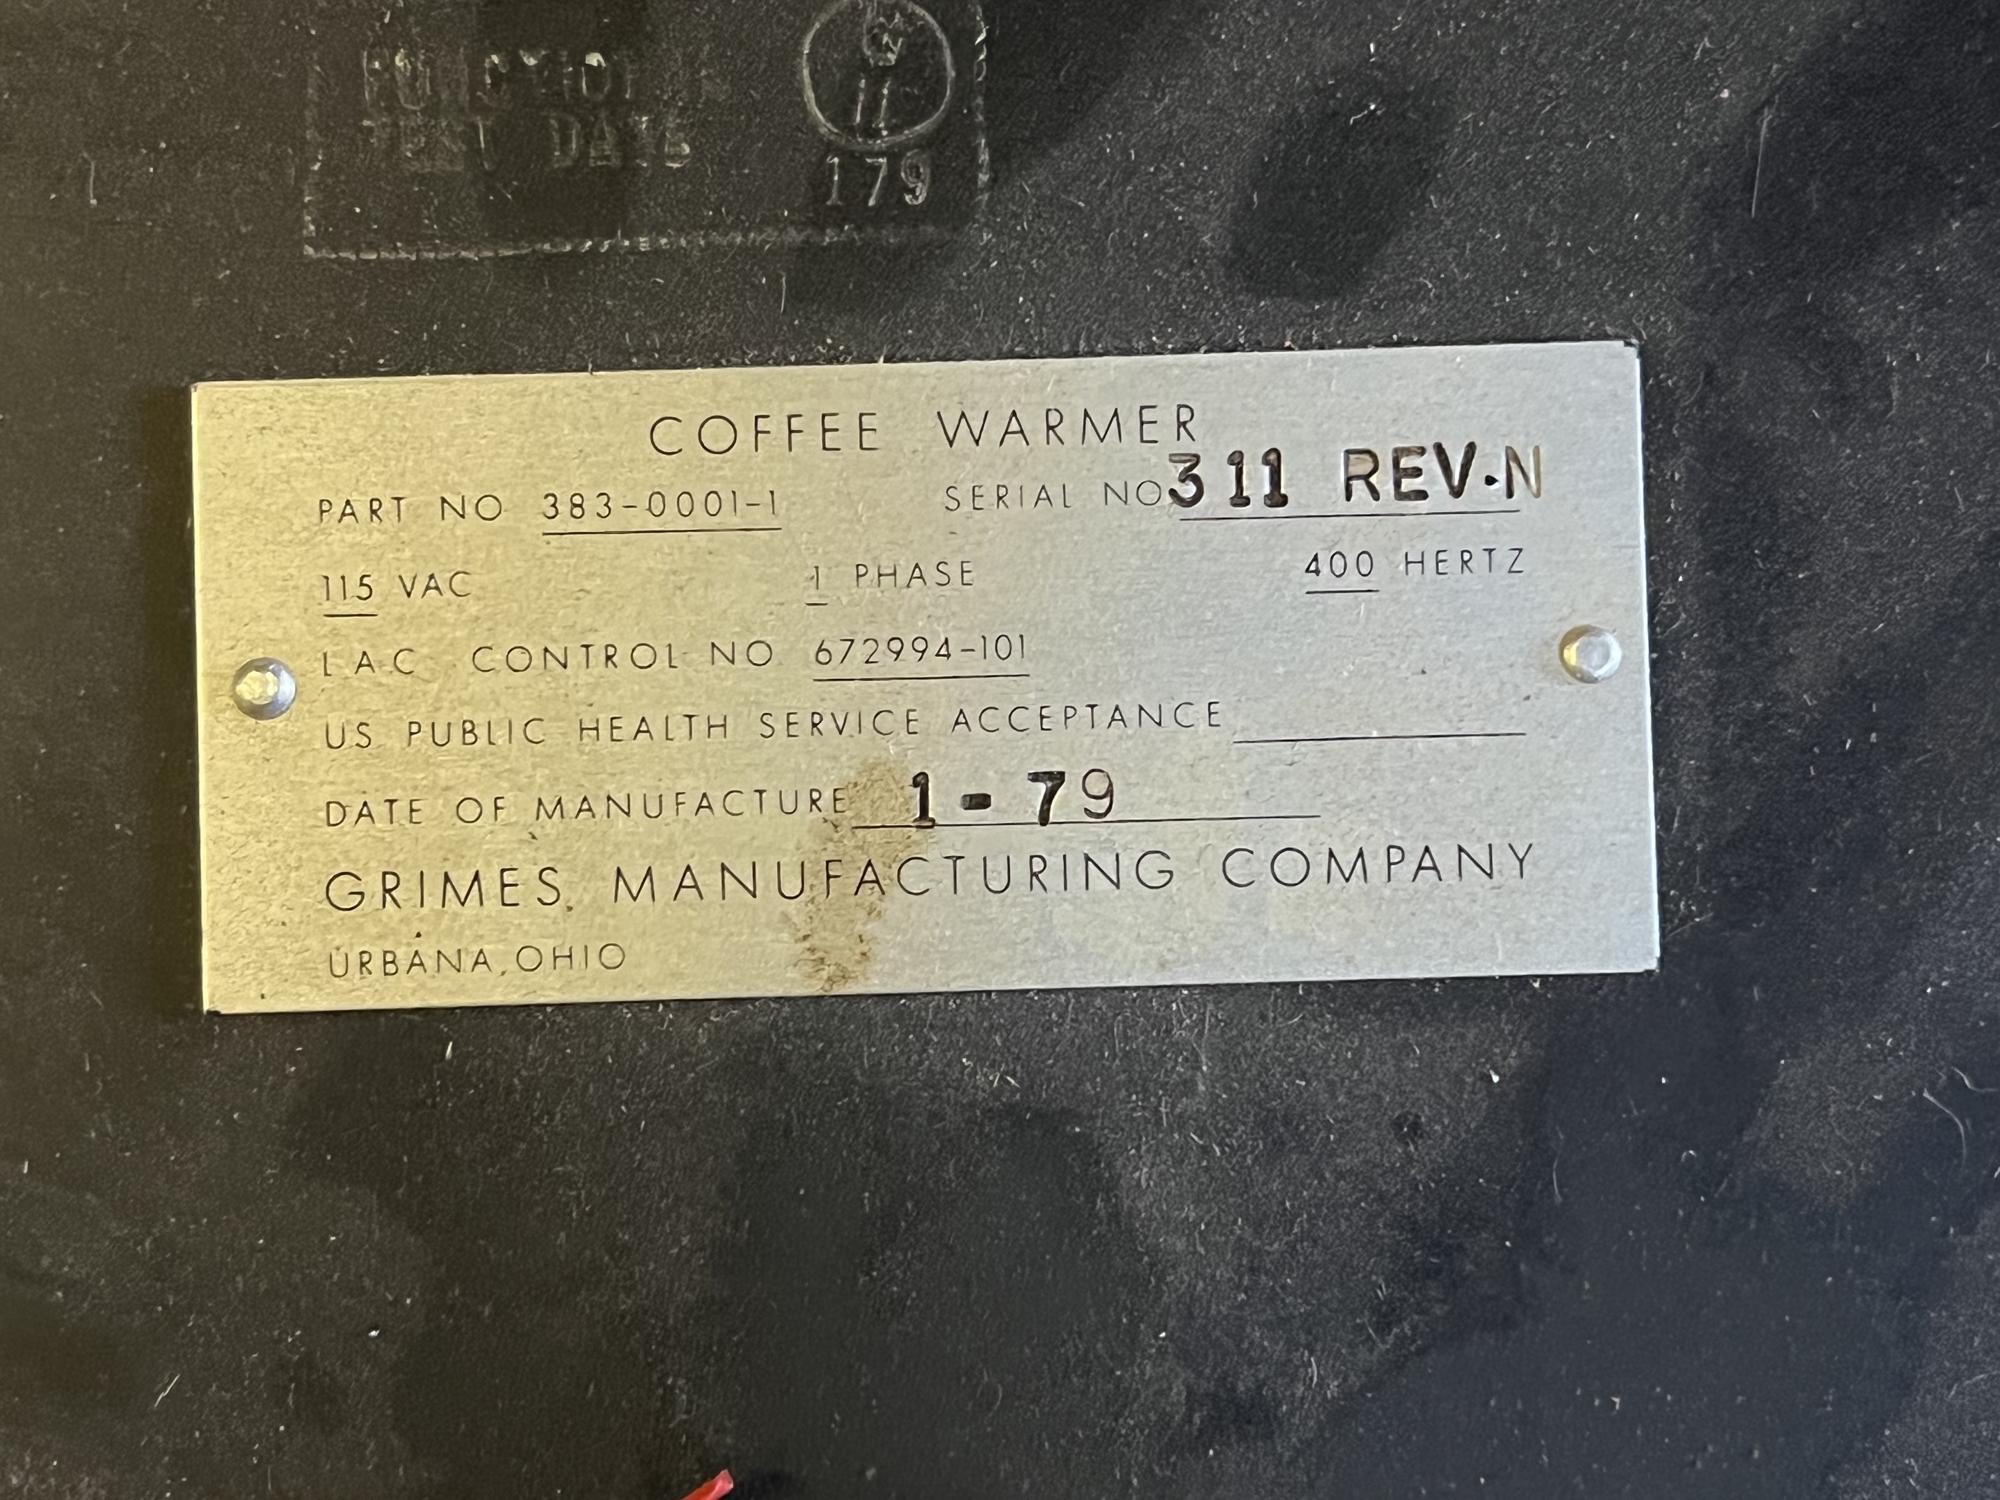 FUNCTION
TEST DATE
11
179
COFFEE WARMER
PART NO 383-0001-1 SERIAL NO 311 REV.N
115 VAC 1 PHASE 400 HERTZ
LAC CONTROL NO 672994-101
US PUBLIC HEALTH SERVICE ACCEPTANCE
DATE OF MANUFACTURE 1-79
GRIMES MANUFACTURING COMPANY
URBANA, OHIO